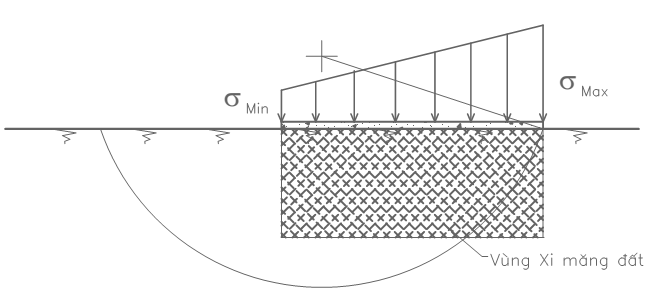 σ Max
σ Min
Vùng Xi măng đất